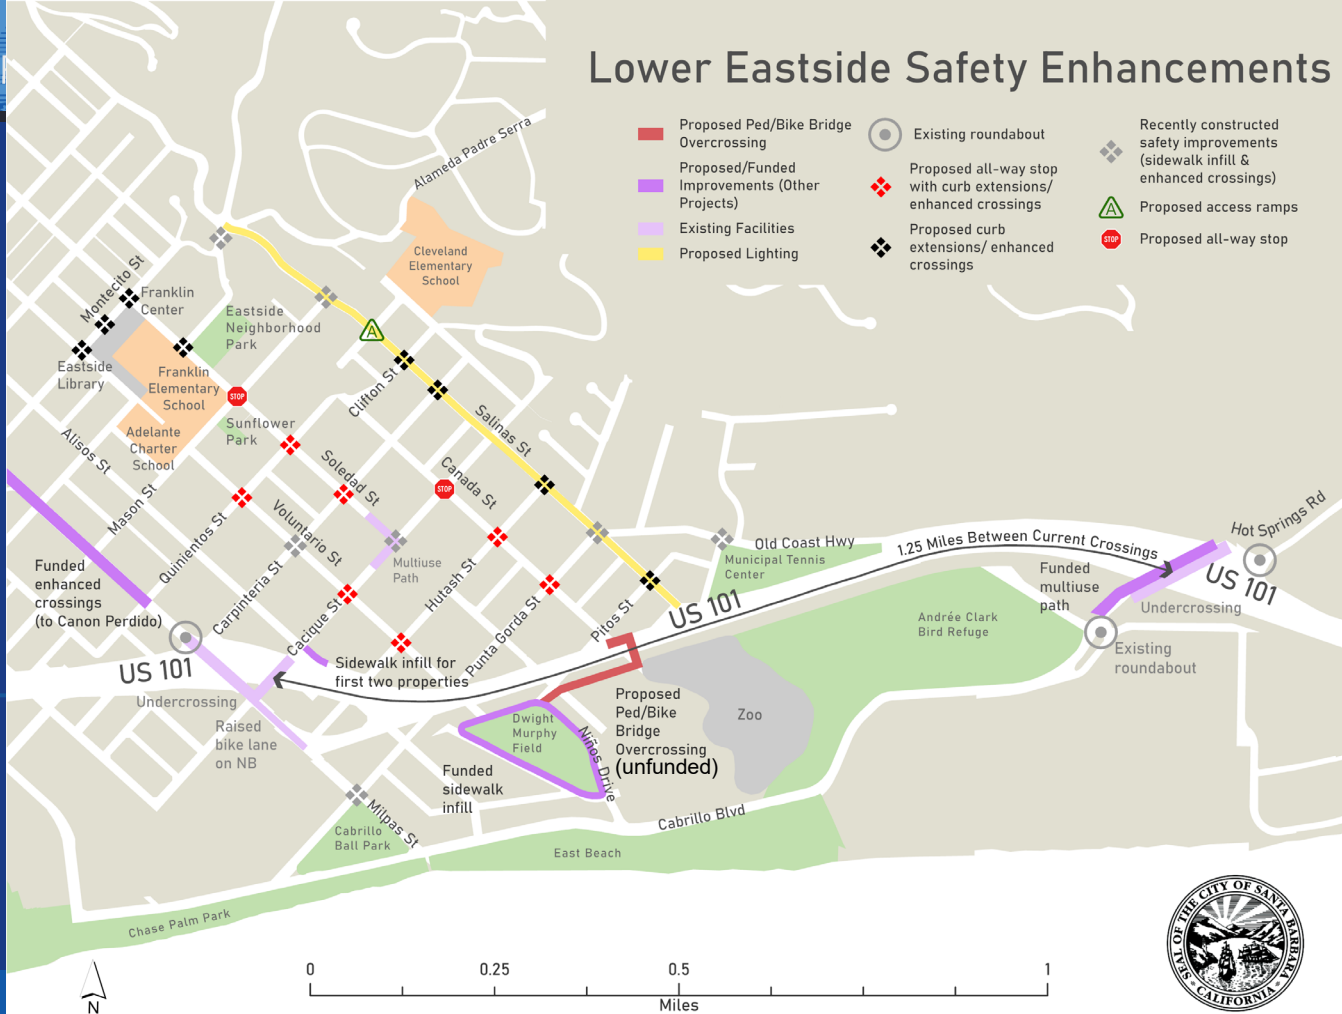 Lower Eastside Safety Enhancements
Proposed Ped/Bike Bridge
Overcrossing
Proposed/Funded
Improvements (Other
Projects)
Existing Facilities
Proposed Lighting
Existing roundabout
Proposed all-way stop
with curb extensions/
enhanced crossings
Proposed curb
extensions/ enhanced
crossings
Recently constructed
safety improvements
(sidewalk infill &
enhanced crossings)
A
Proposed access ramps
STOP
Proposed all-way stop
Alameda Padre Serra
Cleveland
Elementary
School
Montecito St
Franklin
Center
Eastside
Neighborhood
Park
A
Eastside
Library
Franklin
Elementary
School
STOP
Clifton St
Salinas St
Adelante
Charter
School
Sunflower
Park
Alisos St
Soledad St
Canada St
STOP
Mason St
Quinientos St
Voluntario St
Carpinteria St
Multiuse
Path
Hutash St
Cacique St
Punta Gorda St
Pitos St
Old Coast Hwy
Municipal Tennis
Center
1.25 Miles Between Current Crossings
Hot Springs Rd
US 101
US 101
US 101
Funded
enhanced
crossings
(to Canon Perdido)
Funded
multiuse
path
Undercrossing
Andrée Clark
Bird Refuge
Existing
roundabout
Sidewalk infill for
first two properties
Undercrossing
Raised
bike lane
on NB
Dwight
Murphy
Field
Niños Drive
Proposed
Ped/Bike
Bridge
Overcrossing
(unfunded)
Zoo
Funded
sidewalk
infill
Milpas St
Cabrillo Blvd
Cabrillo
Ball Park
East Beach
Chase Palm Park
N
0 0.25 0.5 1
Miles
SEAL OF THE CITY OF SANTA BARBARA
CALIFORNIA